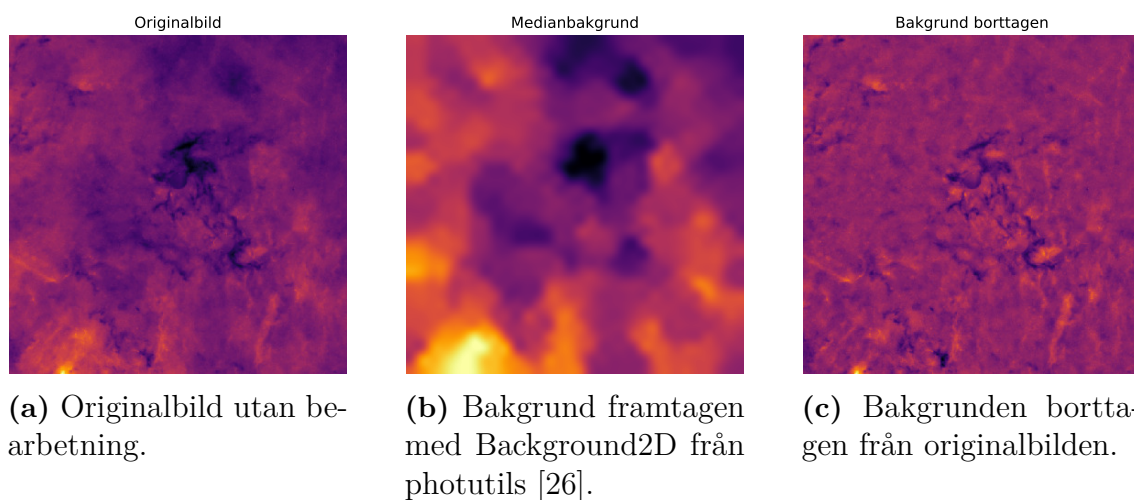 Originalbild
Medianbakgrund
Bakgrund borttagen
(a) Originalbild utan be-
arbetning.
(b) Bakgrund framtagen
med Background2D från
photutils [26].
(c) Bakgrunden bortta-
gen från originalbilden.